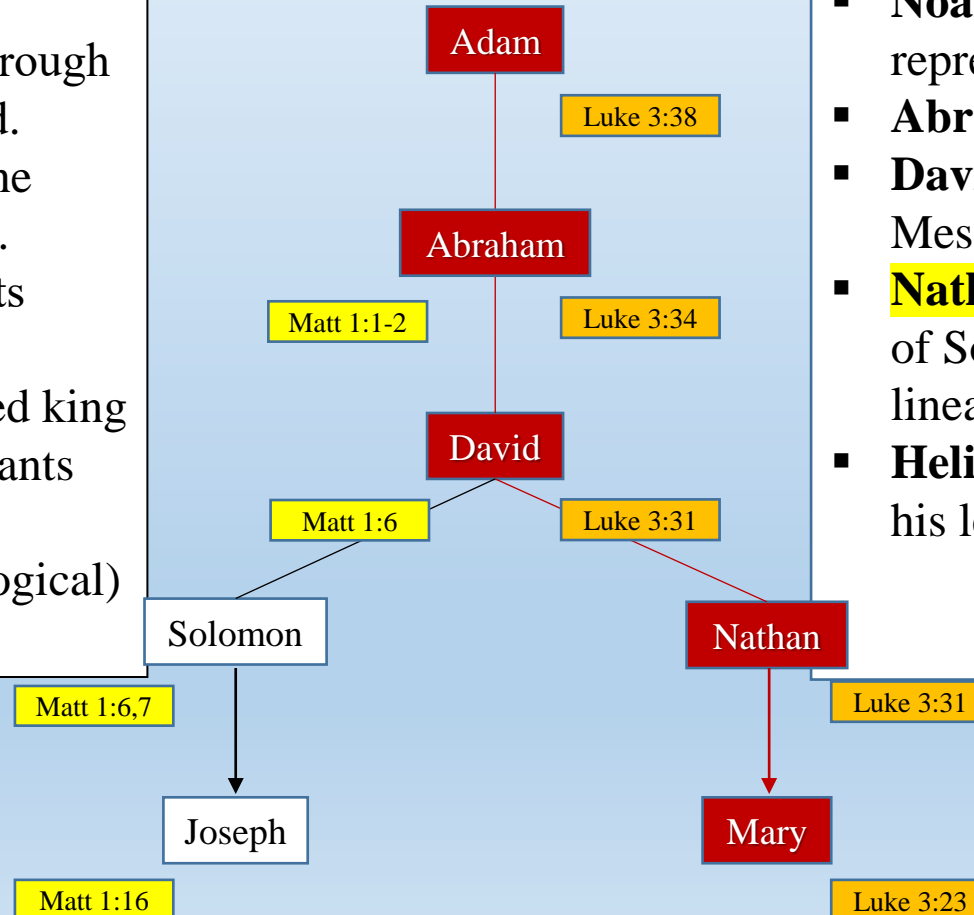 rough
d.
ne
.
ts
ed king
ants
ogical)
Adam
Luke 3:38
Abraham
Matt 1:1-2
Luke 3:34
David
Matt 1:6
Luke 3:31
Solomon
Nathan
Matt 1:6,7
Luke 3:31
Joseph
Mary
Matt 1:16
Luke 3:23
▪ Noa
repre
▪ Abr
▪ Dav
Mes
▪ Nath
of So
linea
▪ Heli
his l